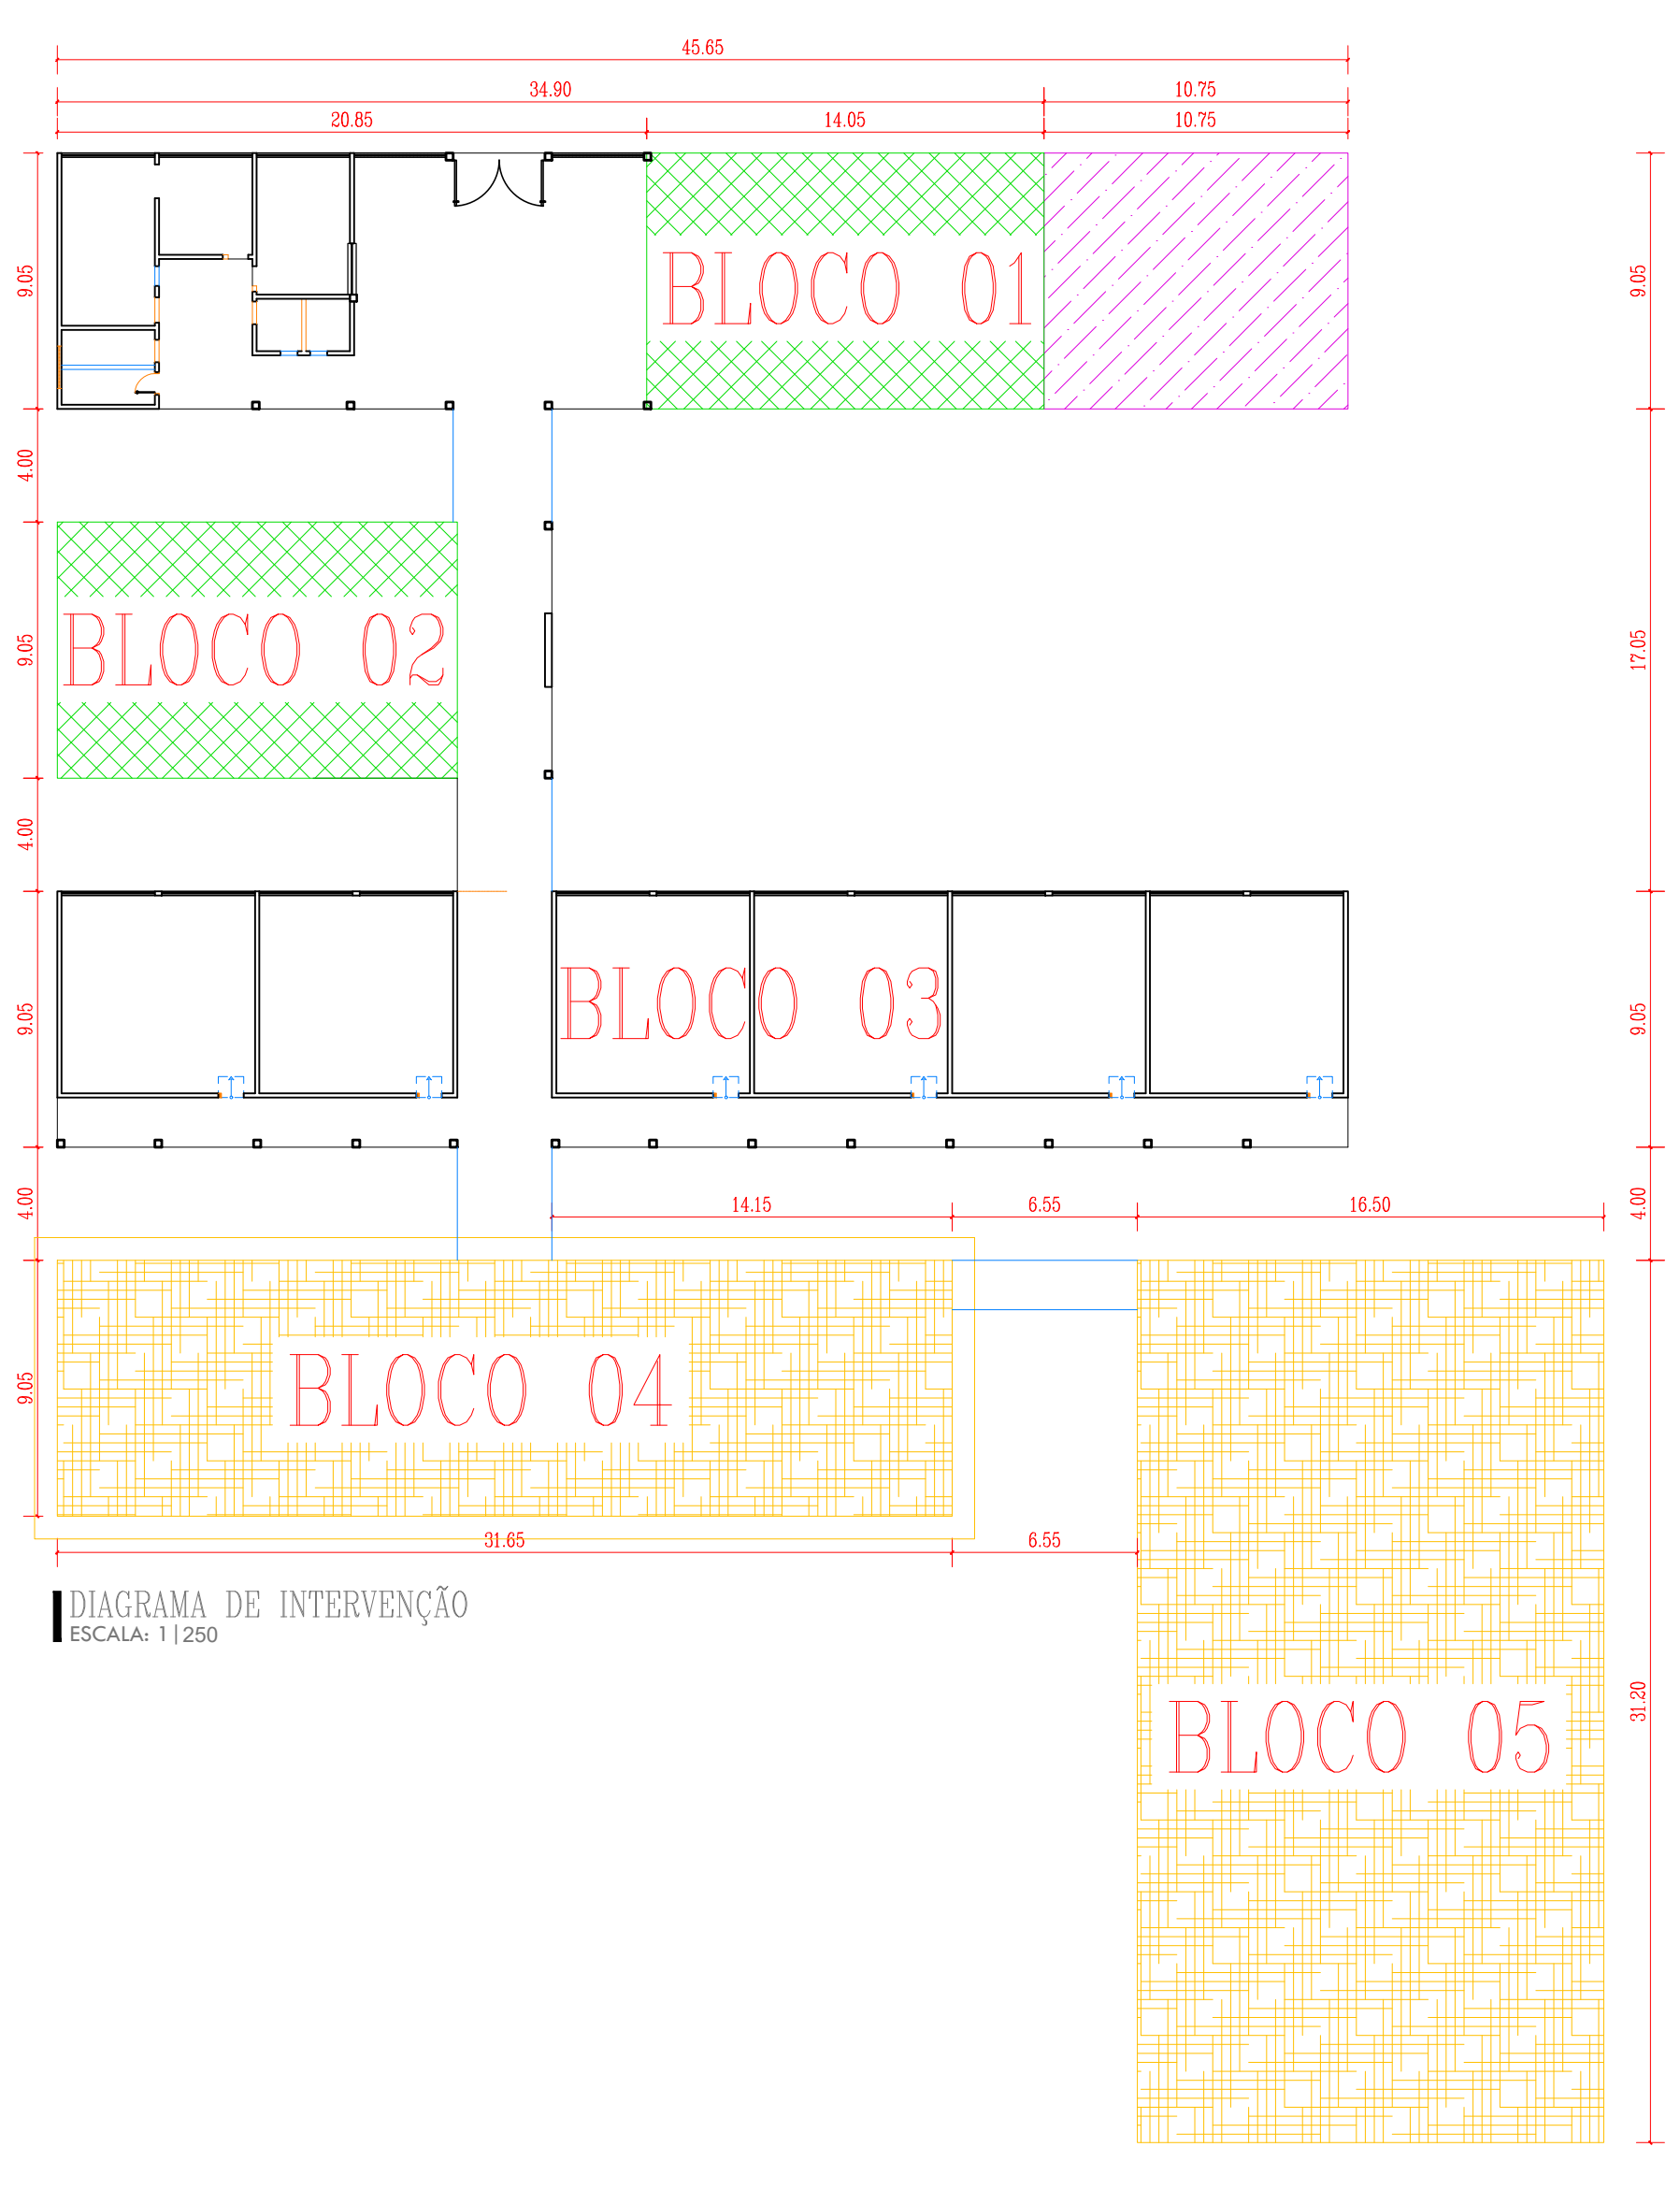 45.65
34.90 10.75
20.85 14.05 10.75
9.05 BLOCO 01 9.05
4.00
9.05 BLOCO 02 17.05
4.00
9.05 BLOCO 03 9.05
4.00 14.15 6.55 16.50 4.00
9.05 BLOCO 04
31.65 6.55
DIAGRAMA DE INTERVENÇÃO
ESCALA: 1|250
BLOCO 05 31.20